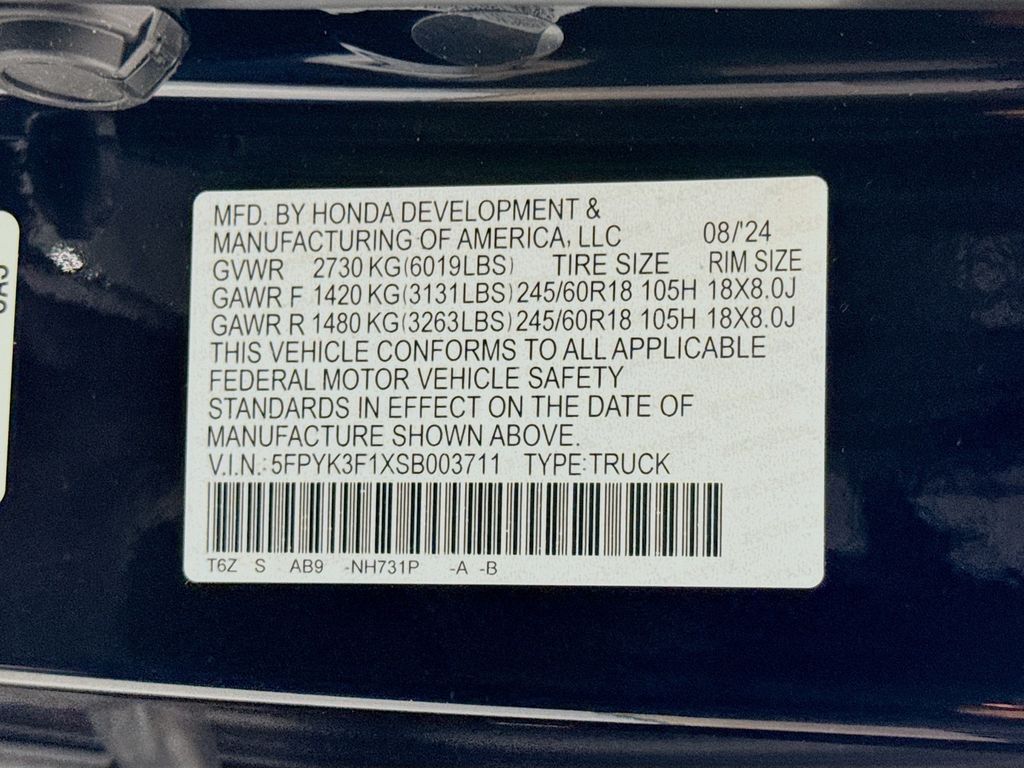 MFD. BY HONDA DEVELOPMENT &
MANUFACTURING OF AMERICA, LLC 08/'24
GVWR 2730 KG(6019LBS) TIRE SIZE RIM SIZE
GAWR F 1420 KG(3131LBS) 245/60R18 105H 18X8.0J
GAWR R 1480 KG(3263LBS) 245/60R18 105H 18X8.0J
THIS VEHICLE CONFORMS TO ALL APPLICABLE
FEDERAL MOTOR VEHICLE SAFETY
STANDARDS IN EFFECT ON THE DATE OF
MANUFACTURE SHOWN ABOVE.
V.I.N.: 5FPYK3F1XSB003711 TYPE:TRUCK
T6Z S AB9 -NH731P -A -B